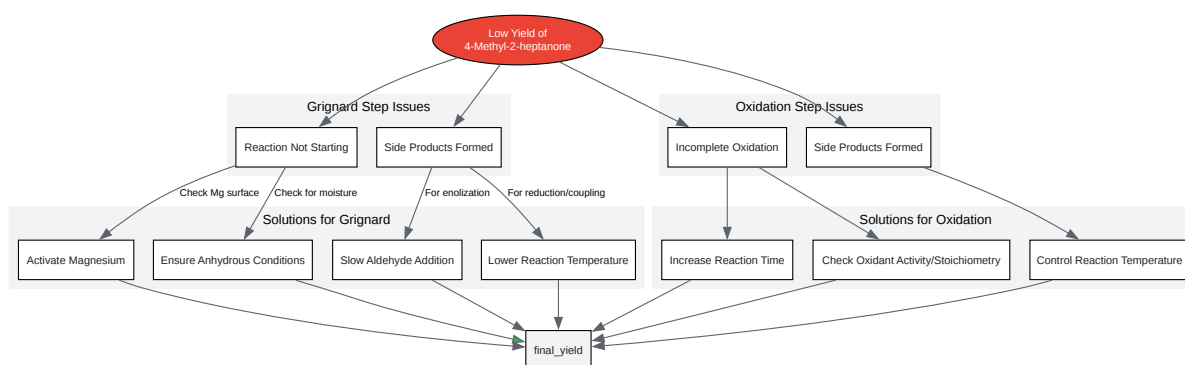 Low Yield of
4-Methyl-2-heptanone
Grignard Step Issues
Oxidation Step Issues
Reaction Not Starting
Side Products Formed
Incomplete Oxidation
Side Products Formed
Check Mg surface
Check for moisture
For enolization
For reduction/coupling
Solutions for Grignard
Solutions for Oxidation
Activate Magnesium
Ensure Anhydrous Conditions
Slow Aldehyde Addition
Lower Reaction Temperature
Increase Reaction Time
Check Oxidant Activity/Stoichiometry
Control Reaction Temperature
final_yield